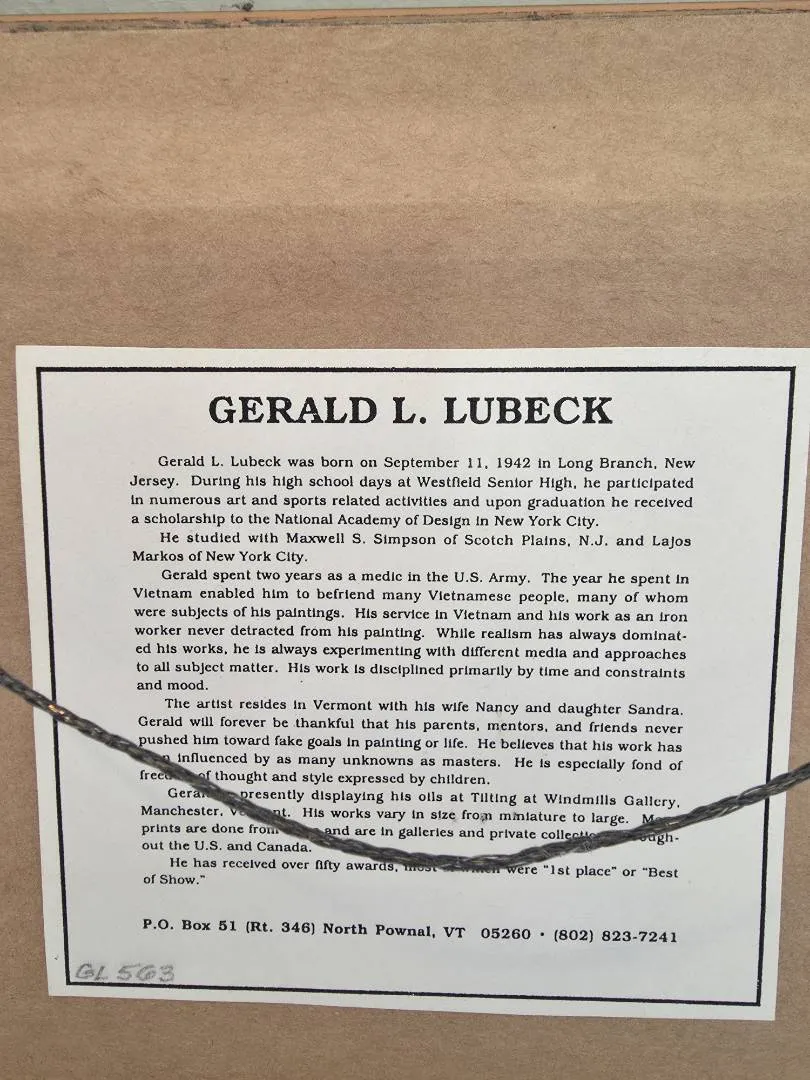 GERALD L. LUBECK
Gerald L. Lubeck was born on September 11, 1942 in Long Branch, New
Jersey. During his high school days at Westfield Senior High, he participated
in numerous art and sports related activities and upon graduation he received
a scholarship to the National Academy of Design in New York City.
He studied with Maxwell S. Simpson of Scotch Plains, N.J. and Lajos
Markos of New York City.
Gerald spent two years as a medic in the U.S. Army. The year he spent in
Vietnam enabled him to befriend many Vietnamese people, many of whom
were subjects of his paintings. His service in Vietnam and his work as an iron
worker never detracted from his painting. While realism has always dominat-
ed his works, he is always experimenting with different media and approaches
to all subject matter. His work is disciplined primarily by time and constraints
and mood.
The artist resides in Vermont with his wife Nancy and daughter Sandra.
Gerald will forever be thankful that his parents, mentors, and friends never
pushed him toward fake goals in painting or life. He believes that his work has
influenced by as many unknowns as masters. He is especially fond of
of thought and style expressed by children.
presently displaying his oils at Tilting at Windmills Gallery,
Manchester, His works vary in size from miniature to large.
prints are done from and are in galleries and private
out the U.S. and Canada.
He has received over fifty awards, most of which were "1st place" or "Best
of Show."
P.O. Box 51 (Rt. 346) North Pownal, VT 05260 · (802) 823-7241
GL 563